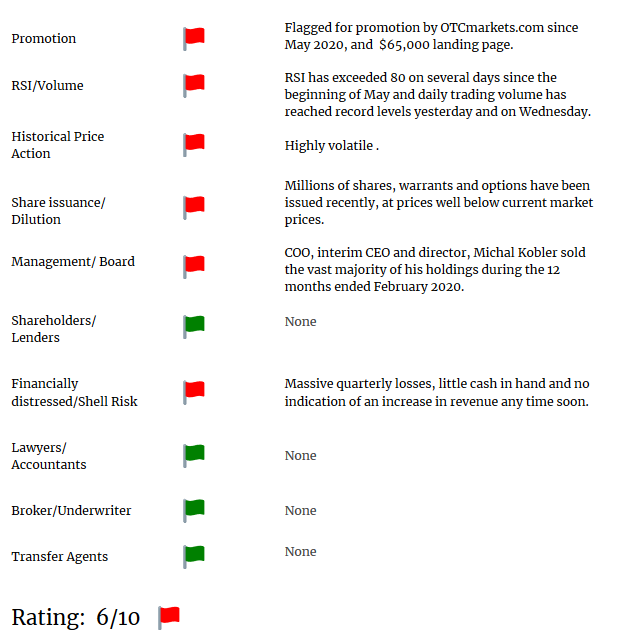 Promotion
Flagged for promotion by OTCmarkets.com since
May 2020, and $65,000 landing page.
RSI/Volume
RSI has exceeded 80 on several days since the
beginning of May and daily trading volume has
reached record levels yesterday and on Wednesday.
Historical Price
Action
Highly volatile .
Share issuance/
Dilution
Millions of shares, warrants and options have been
issued recently, at prices well below current market
prices.
Management/ Board
COO, interim CEO and director, Michal Kobler sold
the vast majority of his holdings during the 12
months ended February 2020.
Shareholders/
Lenders
None
Financially
distressed/Shell Risk
Massive quarterly losses, little cash in hand and no
indication of an increase in revenue any time soon.
Lawyers/
Accountants
None
Broker/Underwriter
None
Transfer Agents
None
Rating: 6/10